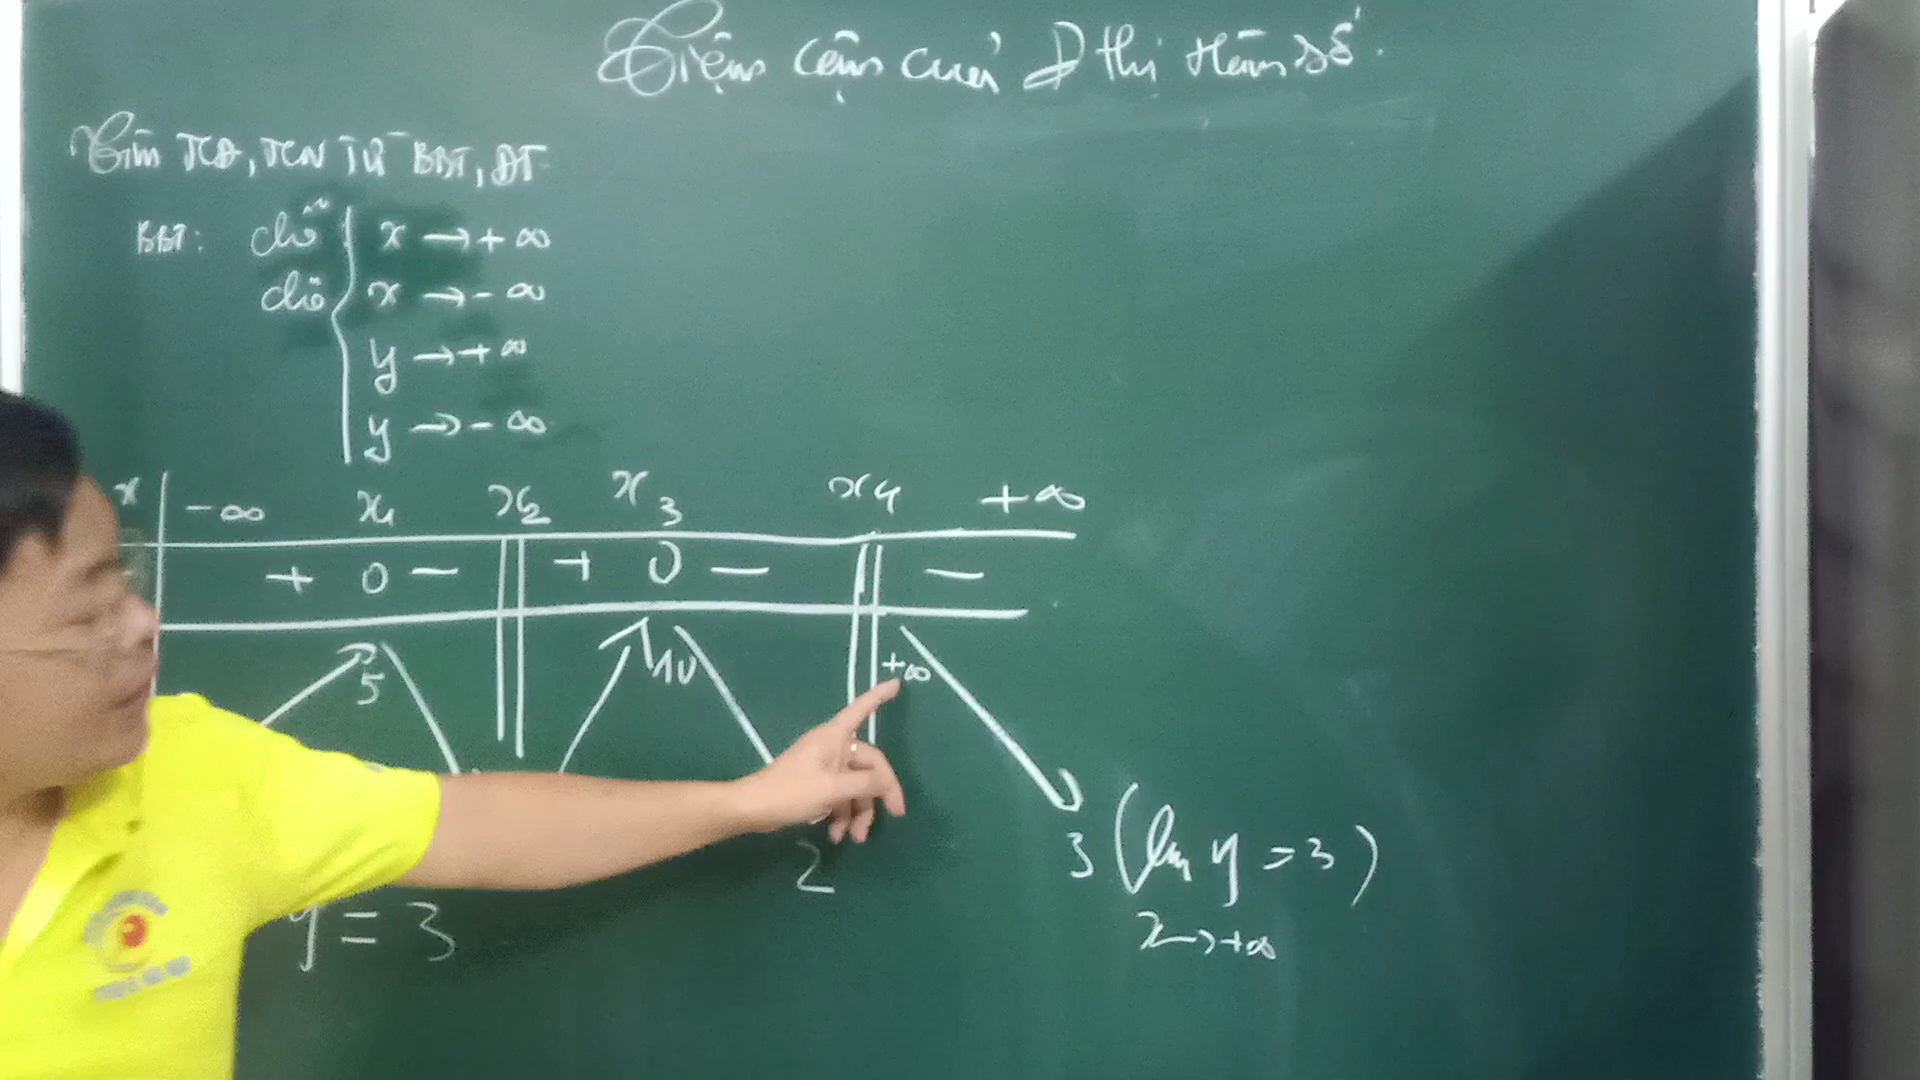 Tiệm cận của Đ thị Hàm số.
Tìm TCĐ, TCN Từ BBT, ĐT.
BBT: chỗ x → +∞
chỗ x → -∞
y → +∞
y → -∞
x -∞ x₁ x₂ x₃ x₄ +∞
+ 0 - + 0 - -
5 10 +∞
2 3 (lim y = 3)
x→+∞
y = 3